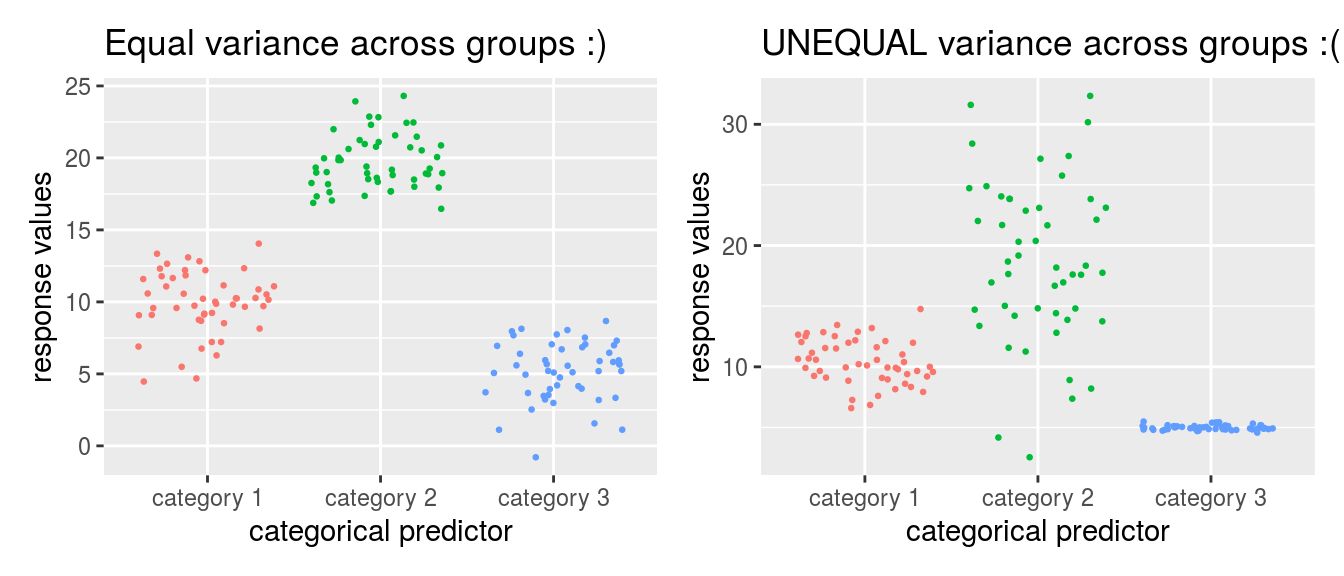 Equal variance across groups :)
response values
25
20
15
10
5
0
category 1 category 2 category 3
categorical predictor
UNEQUAL variance across groups :(
response values
30
20
10
category 1 category 2 category 3
categorical predictor